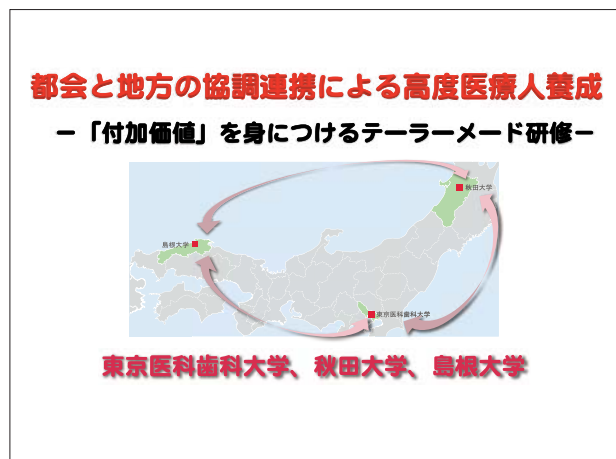 都会と地方の協調連携による高度医療人養成
－「付加価値」を身につけるテーラーメード研修－
秋田大学
島根大学
東京医科歯科大学
東京医科歯科大学、秋田大学、島根大学